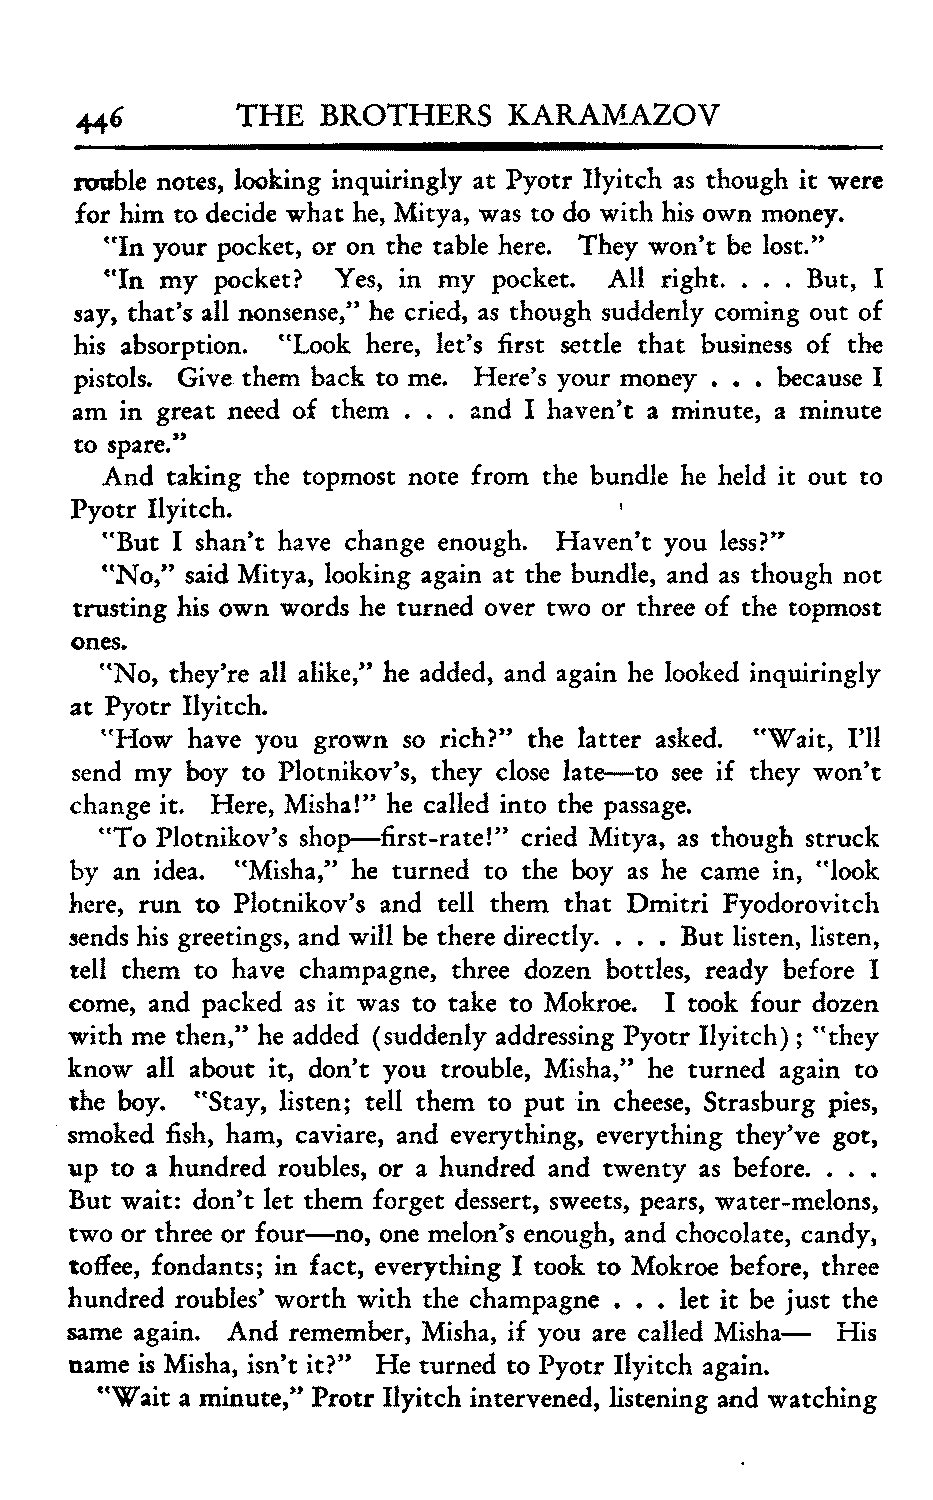 446 THE BROTHERS KARAMAZOV
rouble notes, looking inquiringly at Pyotr Ilyitch as though it were
for him to decide what he, Mitya, was to do with his own money.
"In your pocket, or on the table here. They won't be lost."
"In my pocket? Yes, in my pocket. All right. . . . But, I
say, that's all nonsense," he cried, as though suddenly coming out of
his absorption. "Look here, let's first settle that business of the
pistols. Give them back to me. Here's your money . . . because I
am in great need of them . . . and I haven't a minute, a minute
to spare."
And taking the topmost note from the bundle he held it out to
Pyotr Ilyitch.
"But I shan't have change enough. Haven't you less?"
"No," said Mitya, looking again at the bundle, and as though not
trusting his own words he turned over two or three of the topmost
ones.
"No, they're all alike," he added, and again he looked inquiringly
at Pyotr Ilyitch.
"How have you grown so rich?" the latter asked. "Wait, I'll
send my boy to Plotnikov's, they close late—to see if they won't
change it. Here, Misha!" he called into the passage.
"To Plotnikov's shop—first-rate!" cried Mitya, as though struck
by an idea. "Misha," he turned to the boy as he came in, "look
here, run to Plotnikov's and tell them that Dmitri Fyodorovitch
sends his greetings, and will be there directly. . . . But listen, listen,
tell them to have champagne, three dozen bottles, ready before I
come, and packed as it was to take to Mokroe. I took four dozen
with me then," he added (suddenly addressing Pyotr Ilyitch); "they
know all about it, don't you trouble, Misha," he turned again to
the boy. "Stay, listen; tell them to put in cheese, Strasburg pies,
smoked fish, ham, caviare, and everything, everything they've got,
up to a hundred roubles, or a hundred and twenty as before. . . .
But wait: don't let them forget dessert, sweets, pears, water-melons,
two or three or four—no, one melon's enough, and chocolate, candy,
toffee, fondants; in fact, everything I took to Mokroe before, three
hundred roubles' worth with the champagne . . . let it be just the
same again. And remember, Misha, if you are called Misha— His
name is Misha, isn't it?" He turned to Pyotr Ilyitch again.
"Wait a minute," Protr Ilyitch intervened, listening and watching